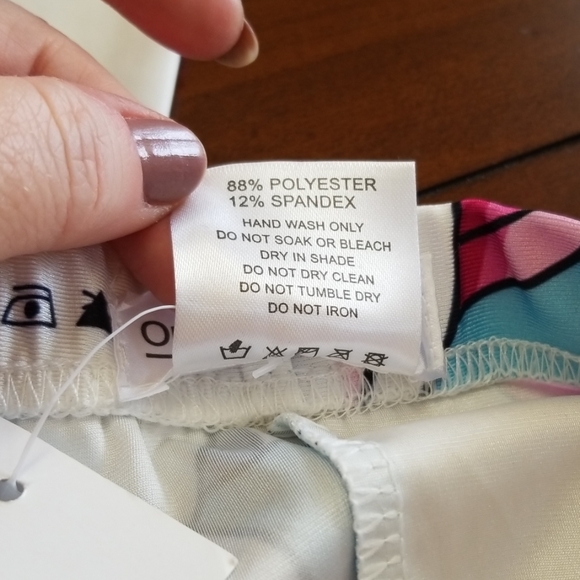 88% POLYESTER
12% SPANDEX
HAND WASH ONLY
DO NOT SOAK OR BLEACH
DRY IN SHADE
DO NOT DRY CLEAN
DO NOT TUMBLE DRY
DO NOT IRON